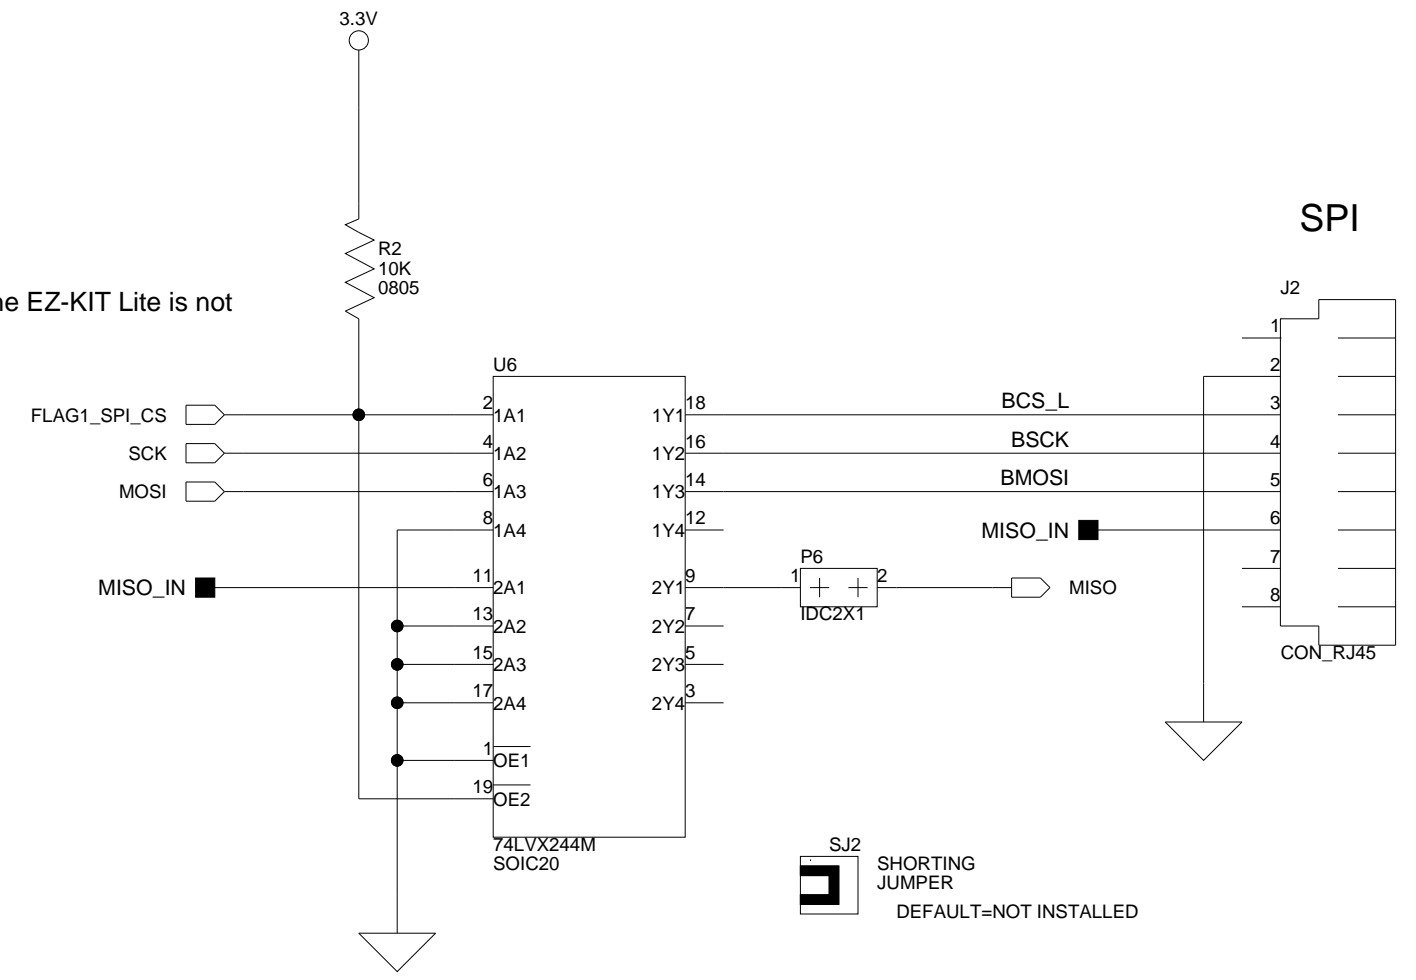 3.3V
SPI
R2
10K
0805
ne EZ-KIT Lite is not
J2
U6
1
2
3
4
5
6
7
8
FLAG1_SPI_CS
SCK
MOSI
MISO_IN
2 1A1
4 1A2
6 1A3
8 1A4
11 2A1
13 2A2
15 2A3
17 2A4
1 OE1
19 OE2
1Y1 18
1Y2 16
1Y3 14
1Y4 12
2Y1 9
2Y2 7
2Y3 5
2Y4 3
BCS_L
BSCK
BMOSI
MISO_IN
P6
1 2
IDC2X1
MISO
CON_RJ45
74LVX244M
SOIC20
SJ2
SHORTING
JUMPER
DEFAULT=NOT INSTALLED